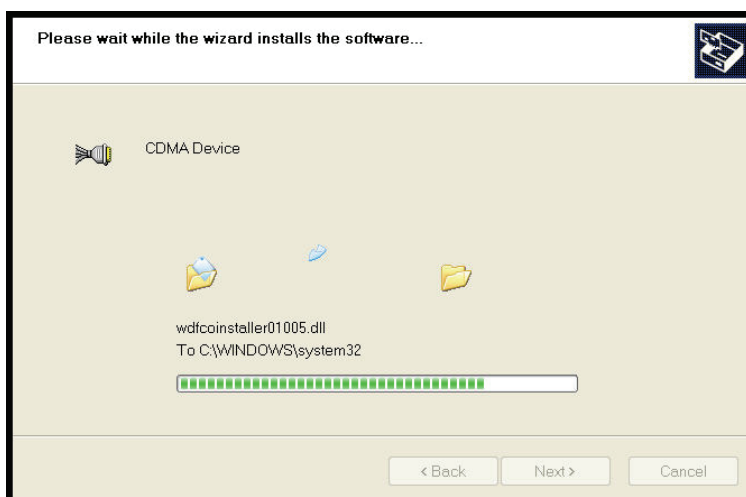 Please wait while the wizard installs the software...
CDMA Device
wdfcoinstaller01005.dll
To C:\WINDOWS\system32
< Back
Next >
Cancel